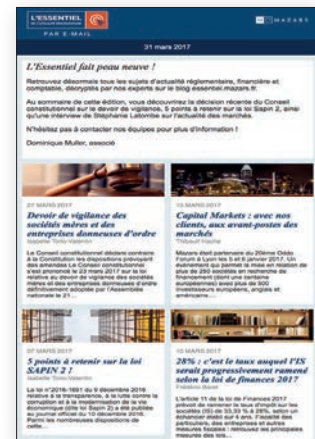 L'ESSENTIEL
PAR E-MAIL
MAZARS
31 mars 2017
L'Essentiel fait peau neuve !
Retrouvez désormais tous les sujets d'actualité réglementaire, financière et
comptable, décryptés par nos experts sur le blog essentiel.mazars.fr.
Au sommaire de cette édition, vous découvrirez la décision récente du Conseil
constitutionnel sur le devoir de vigilance, 5 points à retenir sur la loi Sapin 2, ainsi
qu'une interview de Stéphanie Latombe sur l'actualité des marchés.
N'hésitez pas à contacter nos équipes pour plus d'information !
Dominique Muller, associé
27 MARS 2017
Devoir de vigilance des
sociétés mères et des
entreprises donneuses d'ordre
Isabelle
Le Conseil constitutionnel déclare contraire
à la Constitution les dispositions prévoyant
des amendes Le Conseil constitutionnel
s'est prononcé le 23 mars 2017 sur la loi
relative au devoir de vigilance des sociétés
mères et des entreprises donneuses d'ordre
définitivement adoptée par l'Assemblée
nationale le 21 ...
MARS 2017
Capital Markets : avec nos
clients, aux avant-postes des
marchés
Thibault
Mazars était partenaire du 20ème Oddo
Forum à Lyon les 5 et 6 janvier 2017. Un
évènement qui permet la mise en relation de
plus de 250 sociétés en recherche de
financement (dont une centaine
européennes) avec plus de 500
investisseurs européens, anglais et
américains....
MARS 2017
5 points à retenir sur la loi
SAPIN 2 !
Isabelle
La loi n°2016-1691 du 9 décembre 2016
relative à la transparence, à la lutte contre la
corruption et à la modernisation de la vie
économique (dite loi Sapin 2) a été publiée
au journal officiel du 10 décembre 2016.
Parmi les nombreuses dispositions de
cette...
15 MARS 2017
28% : c'est le taux auquel l'IS
serait progressivement ramené
selon la loi de finances 2017
Frédéric
L'article 11 de la loi de Finances 2017
prévoit de ramener le taux d'impôt sur les
sociétés (IS) de 33,33 % à 28%, selon un
échéancier étalé sur 4 ans. Fiscalité des
particuliers, des entreprises et autres
mesures fiscales : retrouvez les principales
mesures des lois...